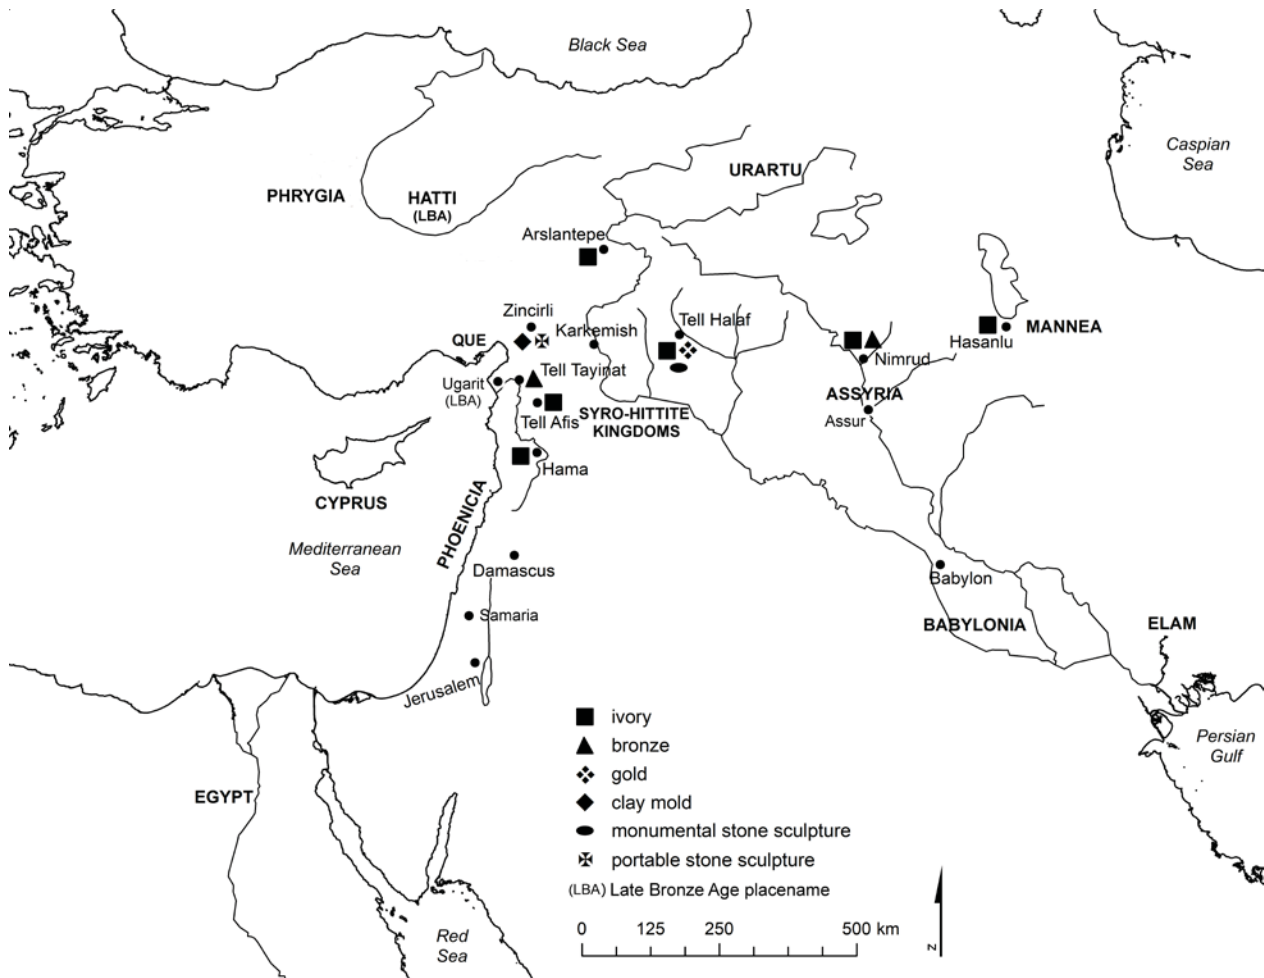 Black Sea
Caspian
Sea
URARTU
PHRYGIA
HATTI
(LBA)
Arslantepe
Zincirli
Karkemish
Tell Halaf
QUE
MANNEA
Hasanlu
Nimrud
Ugarit
(LBA)
Tell Tayinat
Tell Afis
SYRO-HITTITE
KINGDOMS
ASSYRIA
Assur
Hama
CYPRUS
PHOENICIA
Mediterranean
Sea
Damascus
Babylon
Samaria
BABYLONIA
ELAM
Jerusalem
Persian
Gulf
EGYPT
Red
Sea
ivory
bronze
gold
clay mold
monumental stone sculpture
portable stone sculpture
(LBA) Late Bronze Age placename
0 125 250 500 km
N